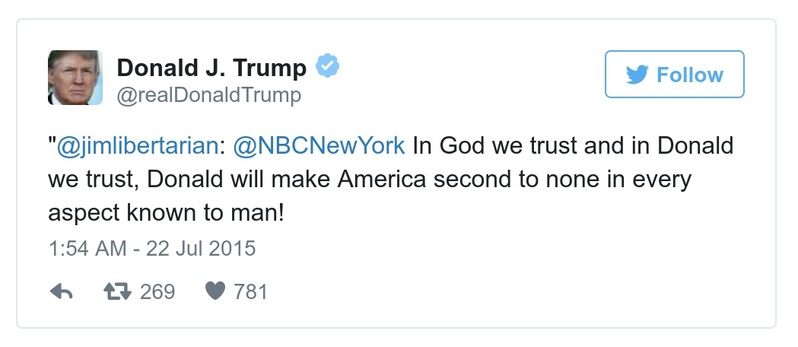 Donald J. Trump
@realDonaldTrump
Follow
"@jimlibertarian: @NBCNewYork In God we trust and in Donald
we trust, Donald will make America second to none in every
aspect known to man!
1:54 AM - 22 Jul 2015
269 781